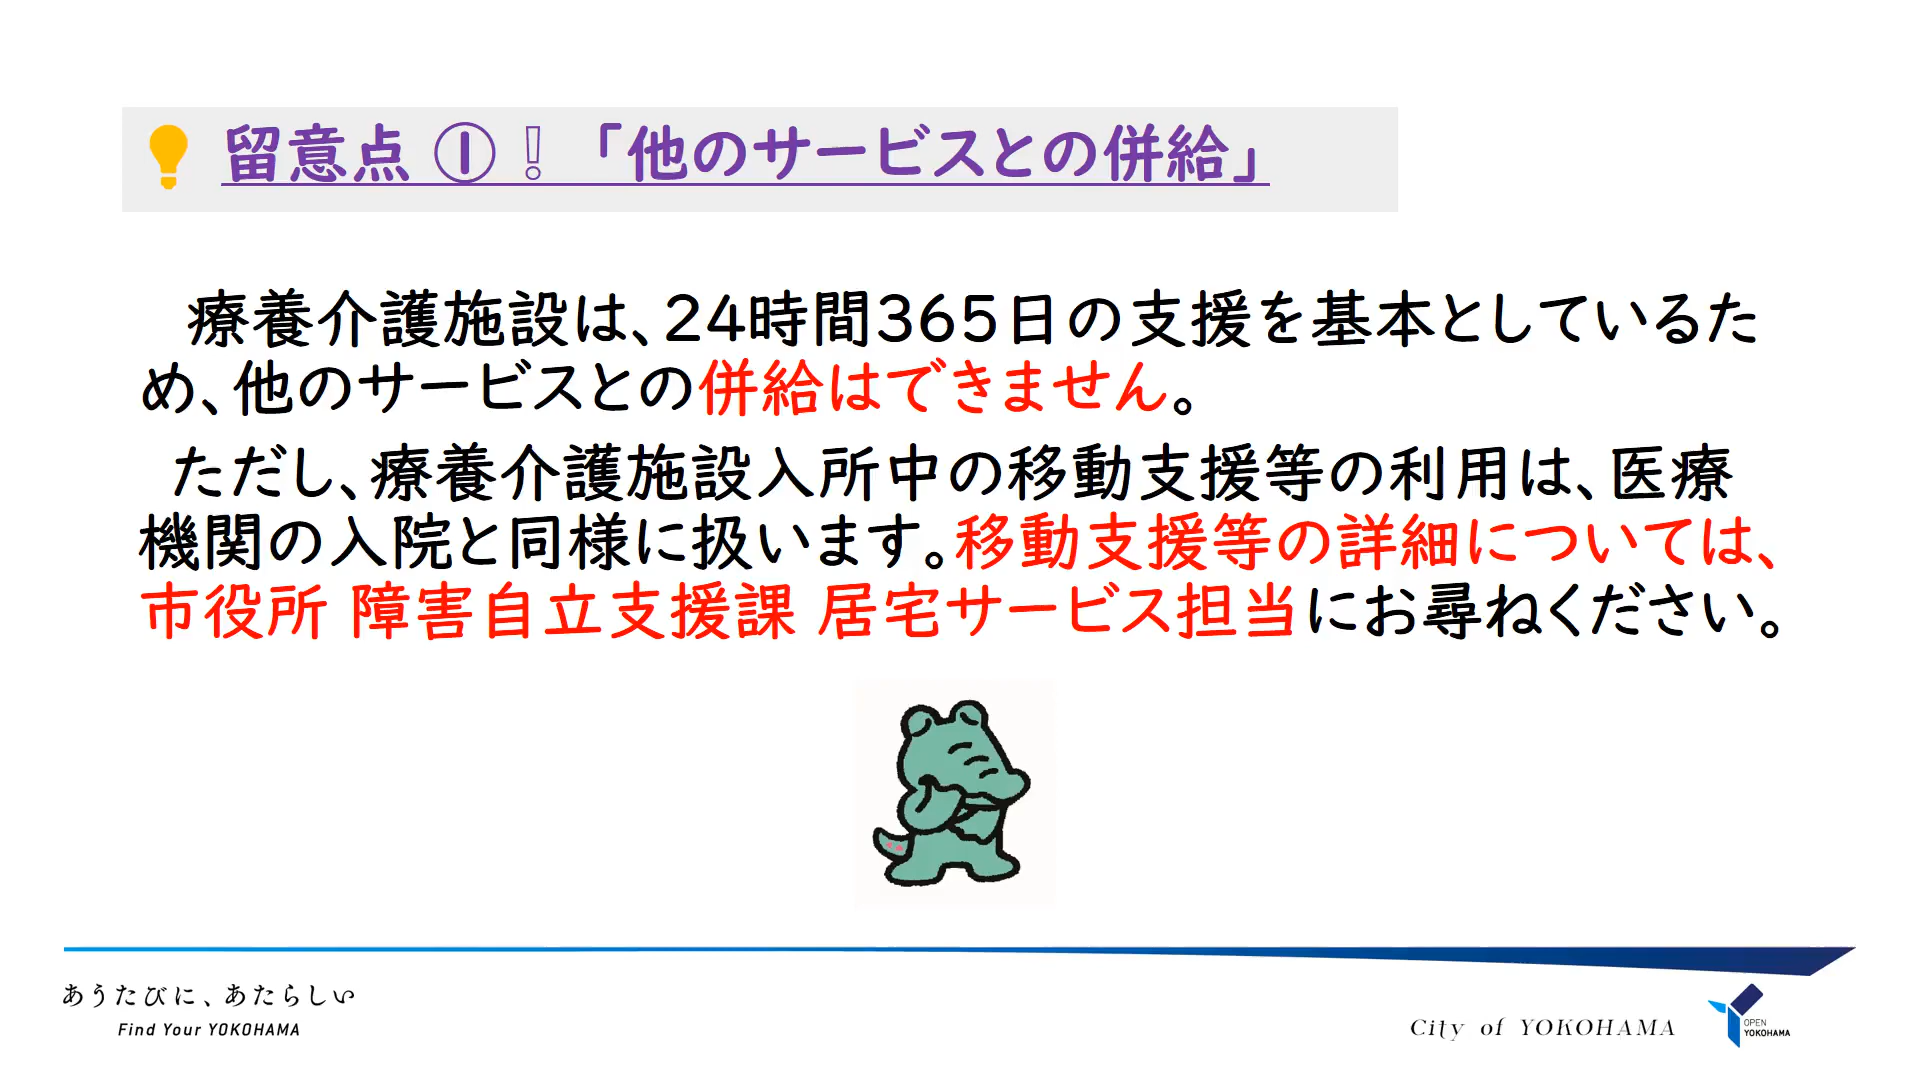 留意点 ①❕「他のサービスとの併給」
療養介護施設は、24時間365日の支援を基本としているた
め、他のサービスとの併給はできません。
ただし、療養介護施設入所中の移動支援等の利用は、医療
機関の入院と同様に扱います。移動支援等の詳細については、
市役所 障害自立支援課 居宅サービス担当にお尋ねください。
あうたびに、あたらしい
Find Your YOKOHAMA
City of YOKOHAMA
OPEN
YOKOHAMA